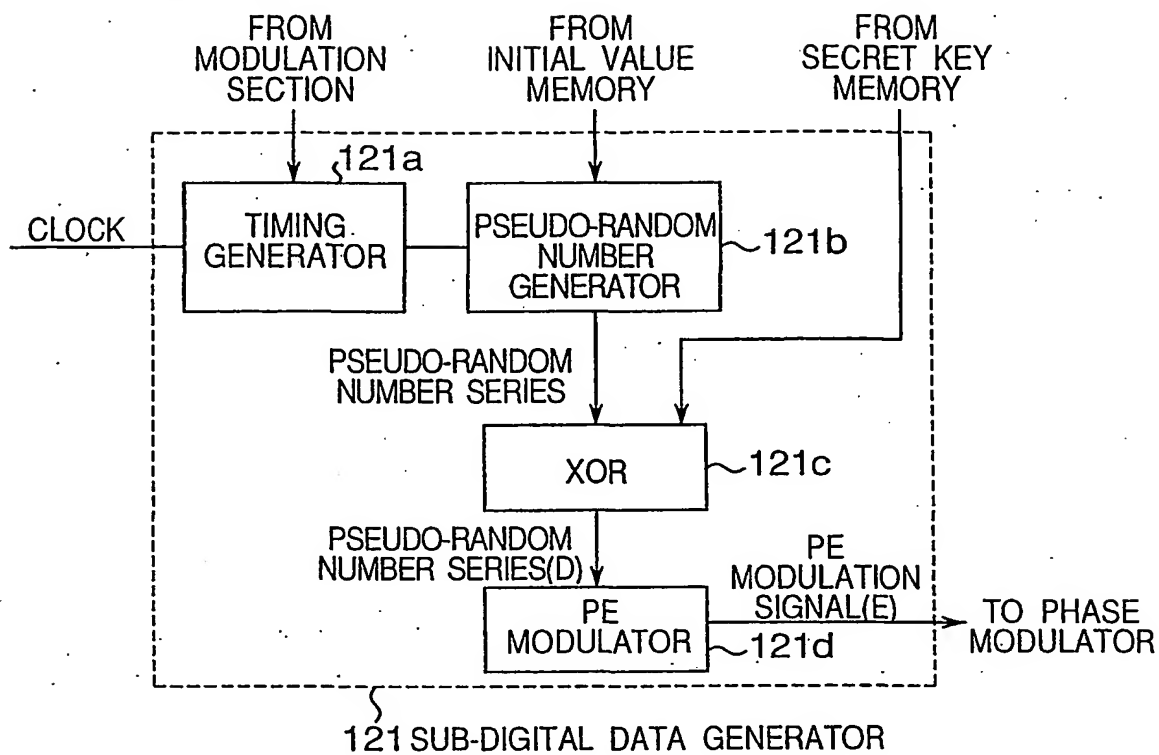 FROM
MODULATION
SECTION
FROM
INITIAL VALUE
MEMORY
FROM
SECRET KEY
MEMORY
121a
CLOCK
TIMING
GENERATOR
PSEUDO-RANDOM
NUMBER
GENERATOR
121b
PSEUDO-RANDOM
NUMBER SERIES
XOR
121c
PSEUDO-RANDOM
NUMBER SERIES(D)
PE
MODULATOR
121d
PE
MODULATION
SIGNAL(E)
TO PHASE
MODULATOR
121 SUB-DIGITAL DATA GENERATOR